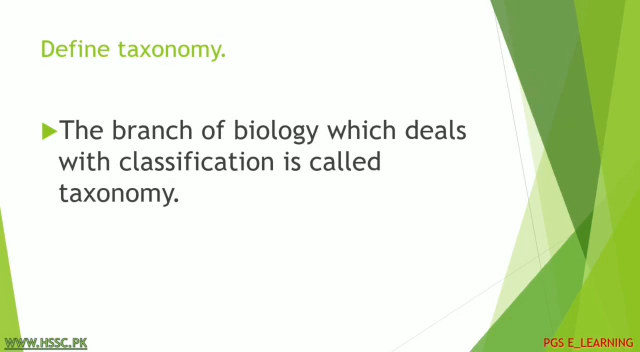 Define taxonomy.
The branch of biology which deals
with classification is called
taxonomy.
WWW.HSSC.PK
PGS E_LEARNING